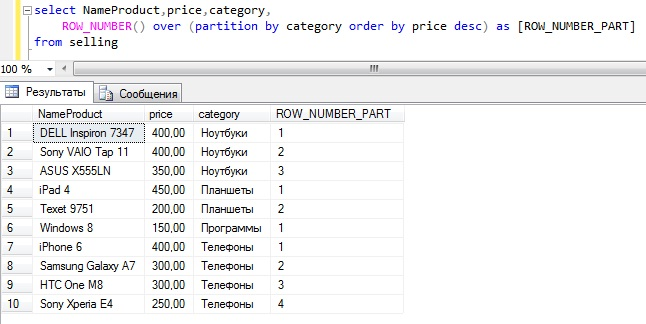 select NameProduct,price,category,
ROW_NUMBER() over (partition by category order by price desc) as [ROW_NUMBER_PART]
from selling
100 %
Результаты Сообщения
NameProduct price category ROW_NUMBER_PART
1 DELL Inspiron 7347 400,00 Ноутбуки 1
2 Sony VAIO Tap 11 400,00 Ноутбуки 2
3 ASUS X555LN 350,00 Ноутбуки 3
4 iPad 4 450,00 Планшеты 1
5 Texet 9751 200,00 Планшеты 2
6 Windows 8 150,00 Программы 1
7 iPhone 6 400,00 Телефоны 1
8 Samsung Galaxy A7 300,00 Телефоны 2
9 HTC One M8 300,00 Телефоны 3
10 Sony Xperia E4 250,00 Телефоны 4